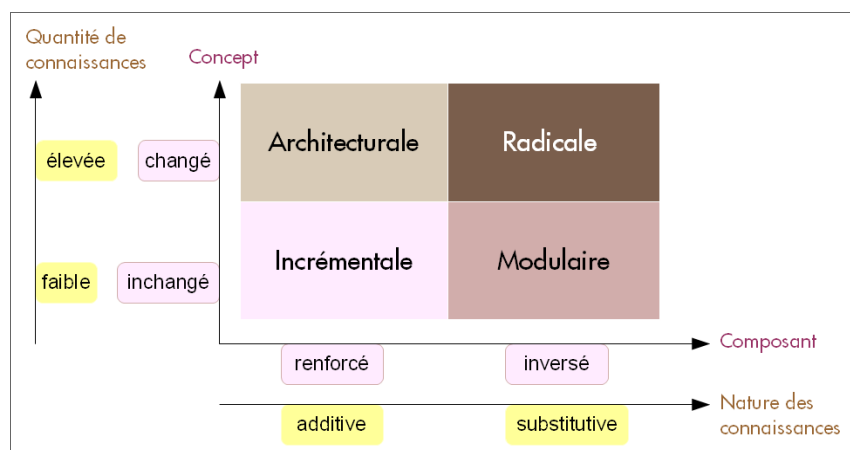 Quantité de
connaissances
Concept
élevée
changé
Architecturale
Radicale
faible
inchangé
Incrémentale
Modulaire
Composant
renforcé
inversé
Nature des
connaissances
additive
substitutive